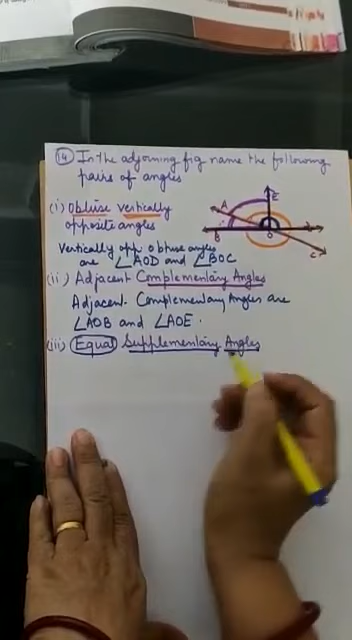 14 In the adjoining fig name the following
pairs of angles
(i) Obtuse vertically
opposite angles
Vertically opp obtuse angles
are ∠AOD and ∠BOC
(ii) Adjacent Complementary Angles
Adjacent Complementary Angles are
∠AOB and ∠AOE.
(iii) Equal Supplementary Angles
E
A
B
O
C